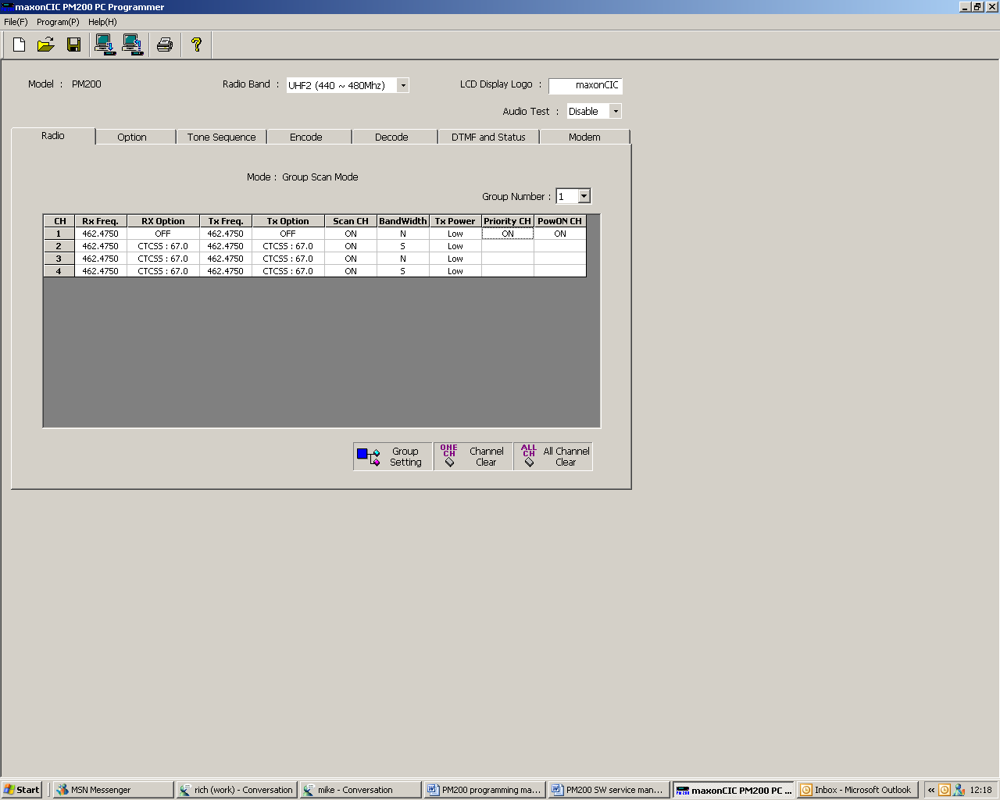 maxonCIC PM200 PC Programmer
File(F) Program(P) Help(H)
Model : PM200 Radio Band : UHF2 (440 ~ 480Mhz) LCD Display Logo : maxonCIC
Audio Test : Disable
Radio Option Tone Sequence Encode Decode DTMF and Status Modem
Mode : Group Scan Mode
Group Number : 1
CH Rx Freq. RX Option Tx Freq. Tx Option Scan CH BandWidth Tx Power Priority CH PowON CH
1 462.4750 OFF 462.4750 OFF ON N Low ON ON
2 462.4750 CTCSS : 67.0 462.4750 CTCSS : 67.0 ON S Low
3 462.4750 CTCSS : 67.0 462.4750 CTCSS : 67.0 ON N Low
4 462.4750 CTCSS : 67.0 462.4750 CTCSS : 67.0 ON S Low
Group Setting
ONE CH Channel Clear
ALL CH All Channel Clear
Start MSN Messenger rich (work) - Conversation mike - Conversation PM200 programming ma... PM200 SW service man... maxonCIC PM200 PC ... Inbox - Microsoft Outlook « 12:18